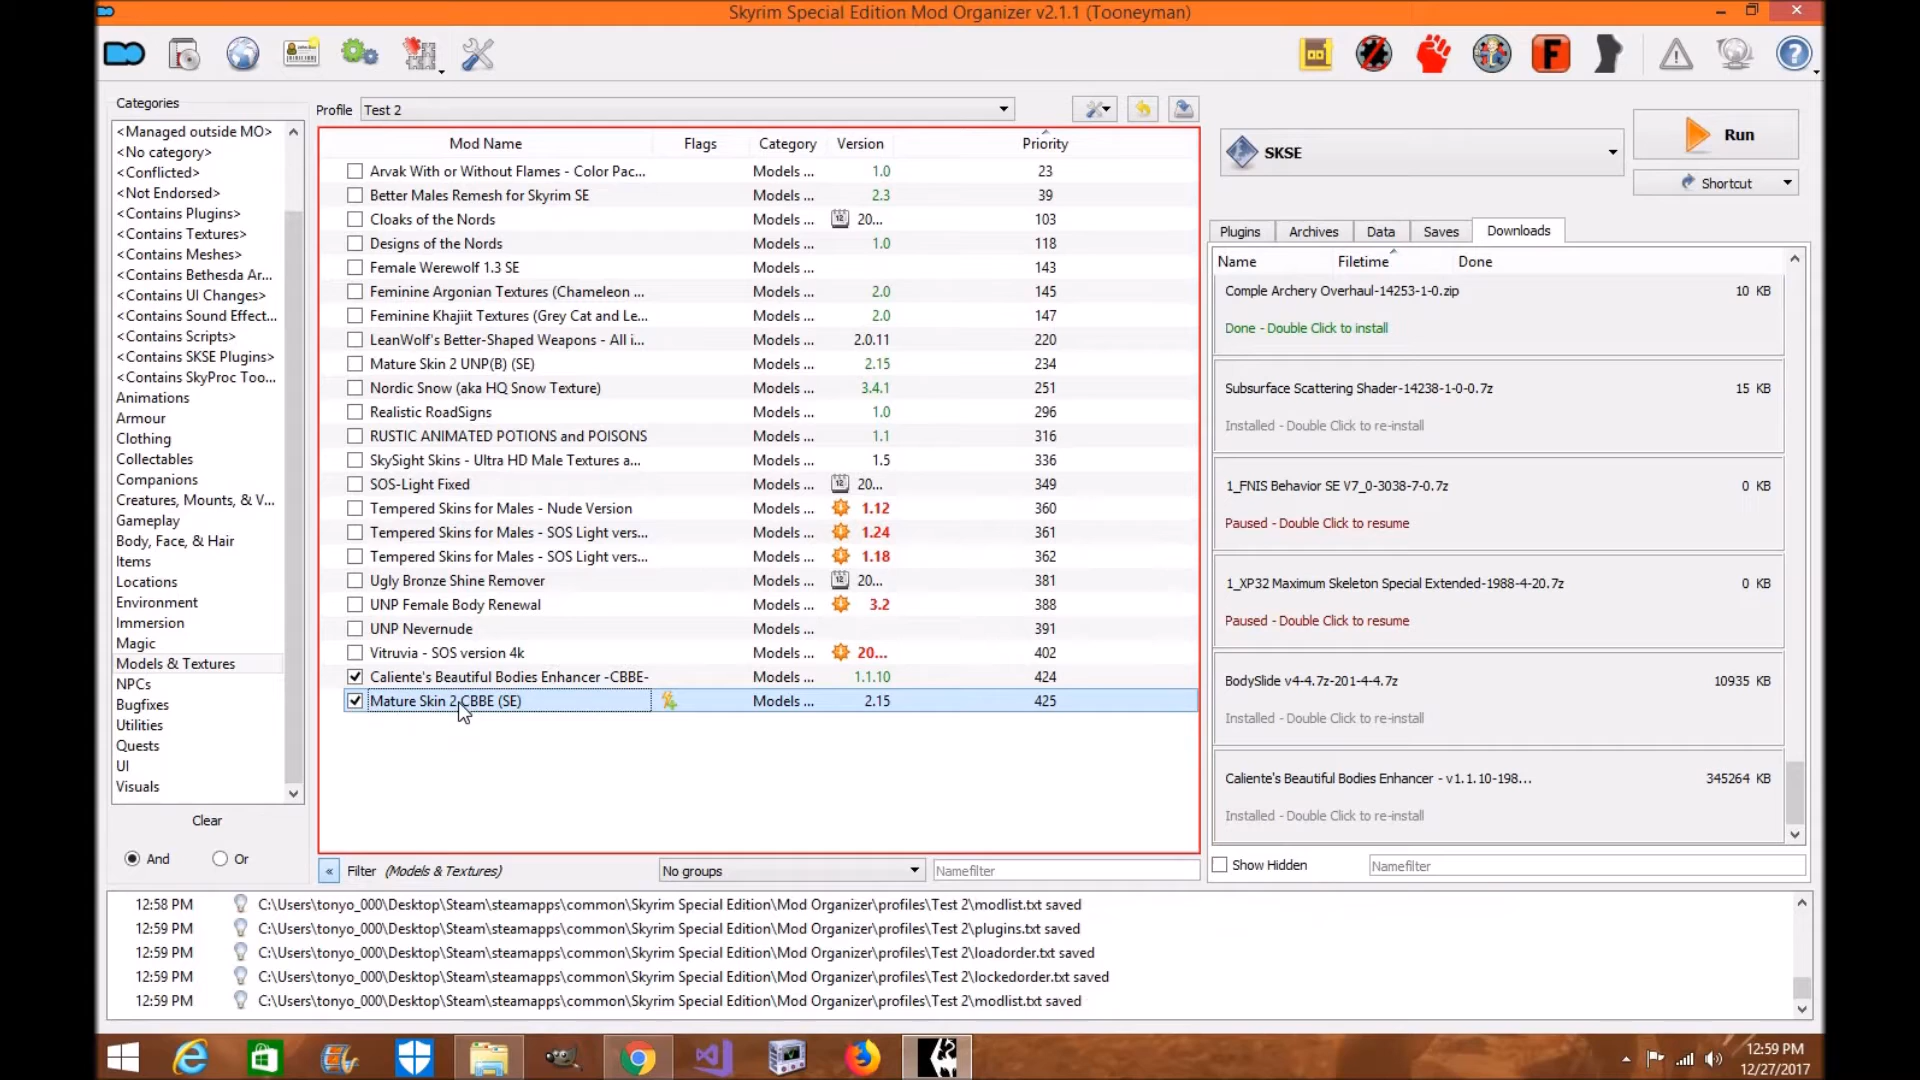 Skyrim Special Edition Mod Organizer v2.1.1 (Tooneyman)
Categories
<Managed outside MO>
<No category>
<Conflicted>
<Not Endorsed>
<Contains Plugins>
<Contains Textures>
<Contains Meshes>
<Contains Bethesda Ar...
<Contains UI Changes>
<Contains Sound Effect...
<Contains Scripts>
<Contains SKSE Plugins>
<Contains SkyProc Too...
Animations
Armour
Clothing
Collectables
Companions
Creatures, Mounts, & V...
Gameplay
Body, Face, & Hair
Items
Locations
Environment
Immersion
Magic
Models & Textures
NPCs
Bugfixes
Utilities
Quests
UI
Visuals
Clear
And Or
Profile Test 2
Mod Name Flags Category Version Priority
Arvak With or Without Flames - Color Pac... Models ... 1.0 23
Better Males Remesh for Skyrim SE Models ... 2.3 39
Cloaks of the Nords Models ... 20... 103
Designs of the Nords Models ... 1.0 118
Female Werewolf 1.3 SE Models ... 143
Feminine Argonian Textures (Chameleon ... Models ... 2.0 145
Feminine Khajiit Textures (Grey Cat and Le... Models ... 2.0 147
LeanWolf's Better-Shaped Weapons - All i... Models ... 2.0.11 220
Mature Skin 2 UNP(B) (SE) Models ... 2.15 234
Nordic Snow (aka HQ Snow Texture) Models ... 3.4.1 251
Realistic RoadSigns Models ... 1.0 296
RUSTIC ANIMATED POTIONS and POISONS Models ... 1.1 316
SkySight Skins - Ultra HD Male Textures a... Models ... 1.5 336
SOS-Light Fixed Models ... 20... 349
Tempered Skins for Males - Nude Version Models ... 1.12 360
Tempered Skins for Males - SOS Light vers... Models ... 1.24 361
Tempered Skins for Males - SOS Light vers... Models ... 1.18 362
Ugly Bronze Shine Remover Models ... 20... 381
UNP Female Body Renewal Models ... 3.2 388
UNP Nevernude Models ... 391
Vitruvia - SOS version 4k Models ... 20... 402
Caliente's Beautiful Bodies Enhancer -CBBE- Models ... 1.1.10 424
Mature Skin 2 CBBE (SE) Models ... 2.15 425
« Filter (Models & Textures) No groups Namefilter
SKSE
Run
Shortcut
Plugins Archives Data Saves Downloads
Name Filetime Done
Comple Archery Overhaul-14253-1-0.zip 10 KB
Done - Double Click to install
Subsurface Scattering Shader-14238-1-0-0.7z 15 KB
Installed - Double Click to re-install
1_FNIS Behavior SE V7_0-3038-7-0.7z 0 KB
Paused - Double Click to resume
1_XP32 Maximum Skeleton Special Extended-1988-4-20.7z 0 KB
Paused - Double Click to resume
BodySlide v4-4.7z-201-4-4.7z 10935 KB
Installed - Double Click to re-install
Caliente's Beautiful Bodies Enhancer - v1.1.10-198... 345264 KB
Installed - Double Click to re-install
Show Hidden Namefilter
12:58 PM C:\Users\tonyo_000\Desktop\Steam\steamapps\common\Skyrim Special Edition\Mod Organizer\profiles\Test 2\modlist.txt saved
12:59 PM C:\Users\tonyo_000\Desktop\Steam\steamapps\common\Skyrim Special Edition\Mod Organizer\profiles\Test 2\plugins.txt saved
12:59 PM C:\Users\tonyo_000\Desktop\Steam\steamapps\common\Skyrim Special Edition\Mod Organizer\profiles\Test 2\loadorder.txt saved
12:59 PM C:\Users\tonyo_000\Desktop\Steam\steamapps\common\Skyrim Special Edition\Mod Organizer\profiles\Test 2\lockedorder.txt saved
12:59 PM C:\Users\tonyo_000\Desktop\Steam\steamapps\common\Skyrim Special Edition\Mod Organizer\profiles\Test 2\modlist.txt saved
12:59 PM
12/27/2017